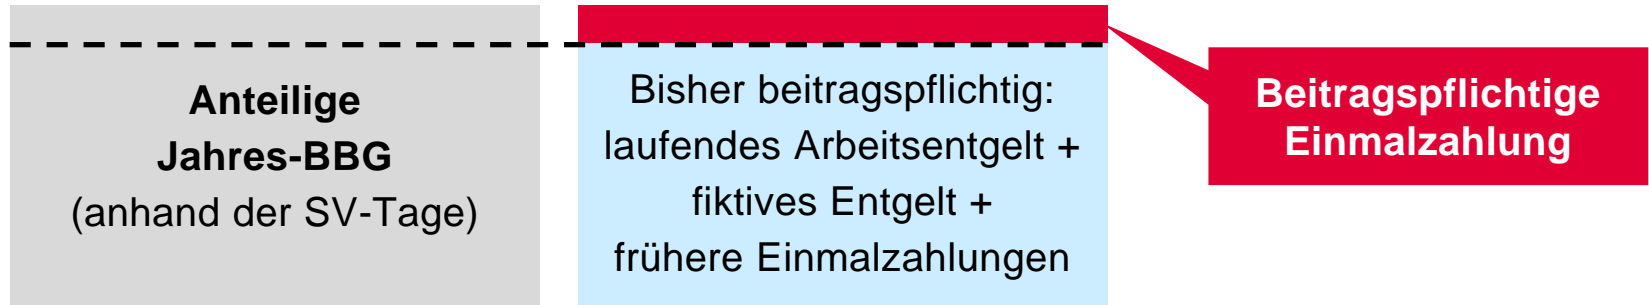 Anteilige
Jahres-BBG
(anhand der SV-Tage)
Bisher beitragspflichtig:
laufendes Arbeitsentgelt +
fiktives Entgelt +
frühere Einmalzahlungen
Beitragspflichtige
Einmalzahlung